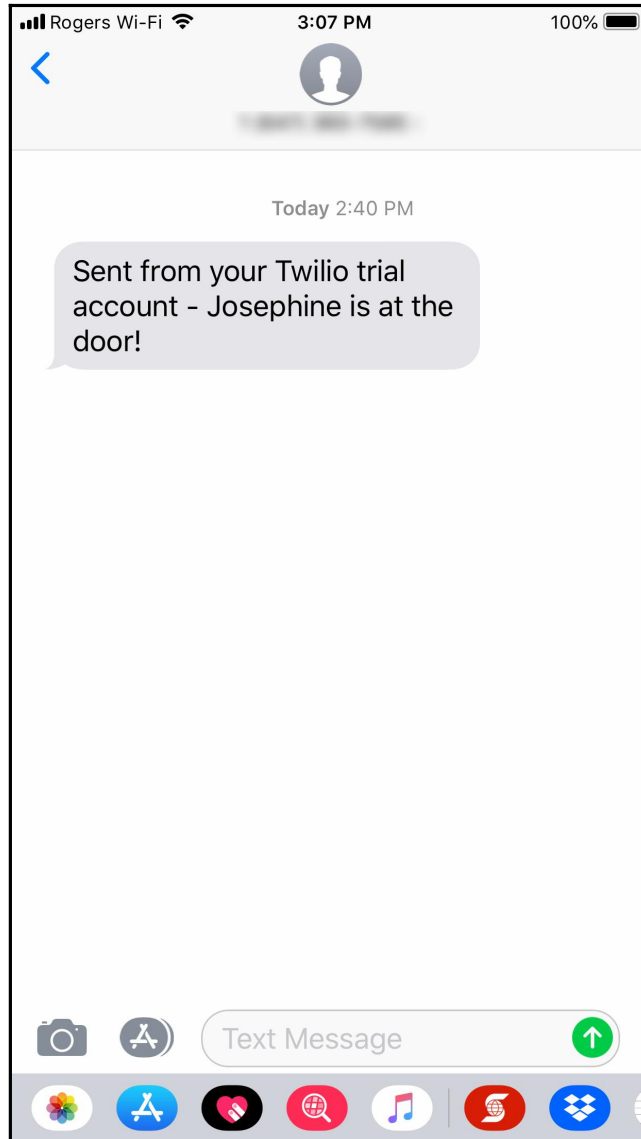 Rogers Wi-Fi 3:07 PM 100%
Today 2:40 PM
Sent from your Twilio trial
account - Josephine is at the
door!
Text Message